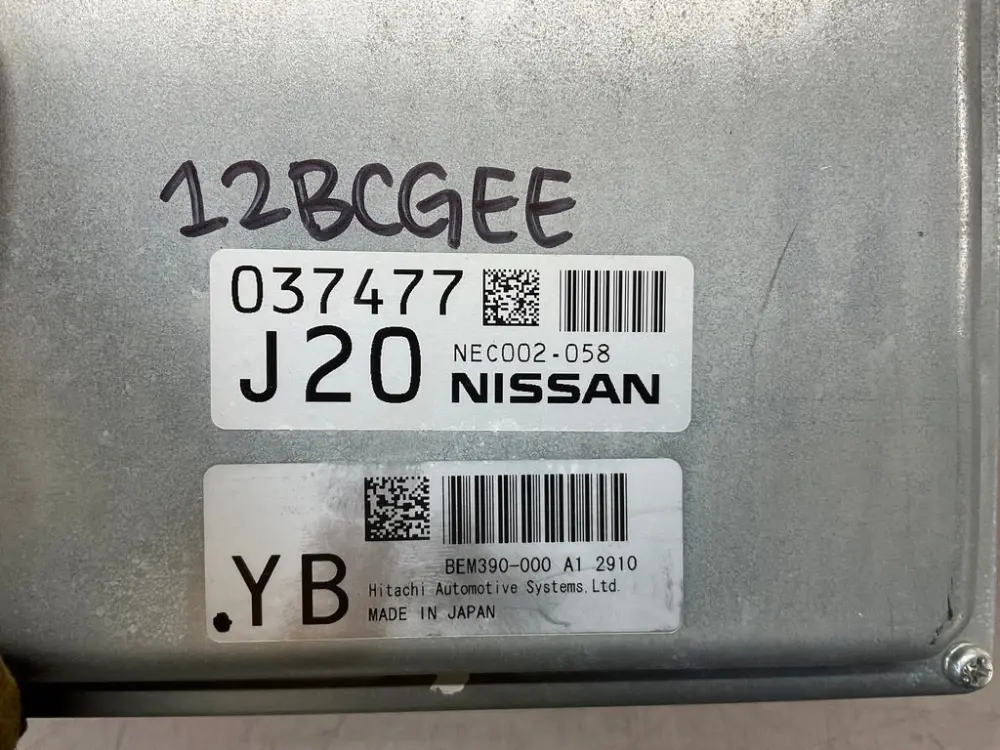 12BCGEE
037477
J20
NEC002-058
NISSAN
BEM390-000 A1 2910
.YB
Hitachi Automotive Systems,Ltd.
MADE IN JAPAN